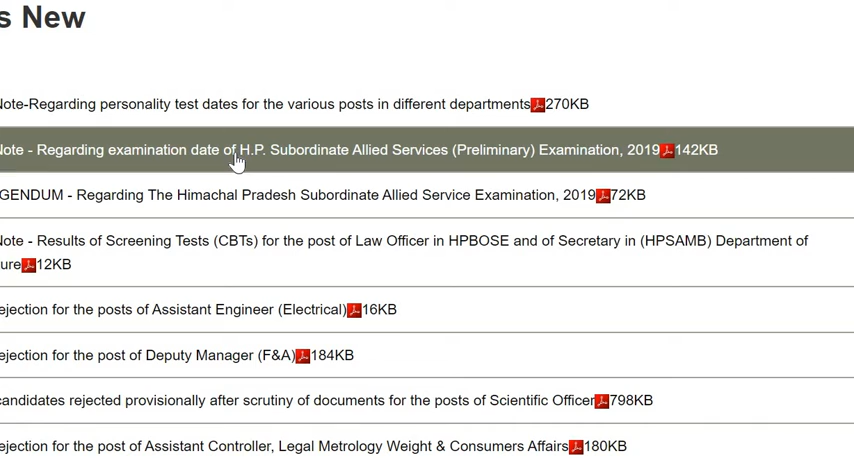 s New
Note-Regarding personality test dates for the various posts in different departments 270KB
Note - Regarding examination date of H.P. Subordinate Allied Services (Preliminary) Examination, 2019 142KB
GENDUM - Regarding The Himachal Pradesh Subordinate Allied Service Examination, 2019 72KB
Note - Results of Screening Tests (CBTs) for the post of Law Officer in HPBOSE and of Secretary in (HPSAMB) Department of
ure 12KB
ejection for the posts of Assistant Engineer (Electrical) 16KB
ejection for the post of Deputy Manager (F&A) 184KB
candidates rejected provisionally after scrutiny of documents for the posts of Scientific Officer 798KB
ejection for the post of Assistant Controller, Legal Metrology Weight & Consumers Affairs 180KB